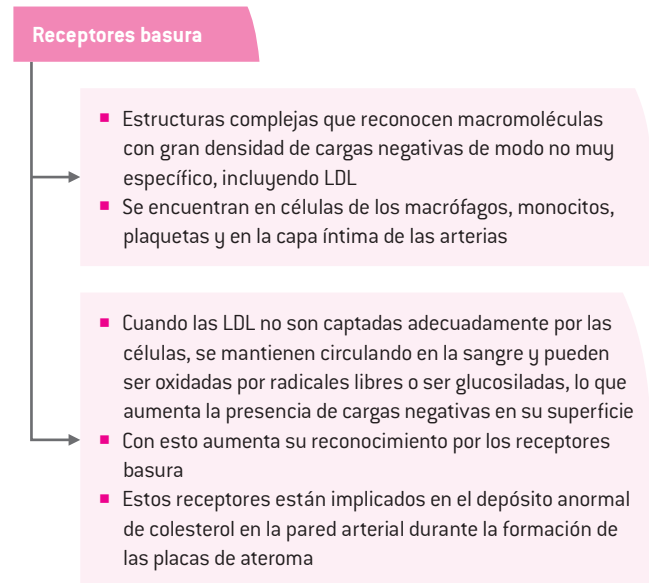 Receptores basura
▪ Estructuras complejas que reconocen macromoléculas
con gran densidad de cargas negativas de modo no muy
específico, incluyendo LDL
▪ Se encuentran en células de los macrófagos, monocitos,
plaquetas y en la capa íntima de las arterias
▪ Cuando las LDL no son captadas adecuadamente por las
células, se mantienen circulando en la sangre y pueden
ser oxidadas por radicales libres o ser glucosiladas, lo que
aumenta la presencia de cargas negativas en su superficie
▪ Con esto aumenta su reconocimiento por los receptores
basura
▪ Estos receptores están implicados en el depósito anormal
de colesterol en la pared arterial durante la formación de
las placas de ateroma